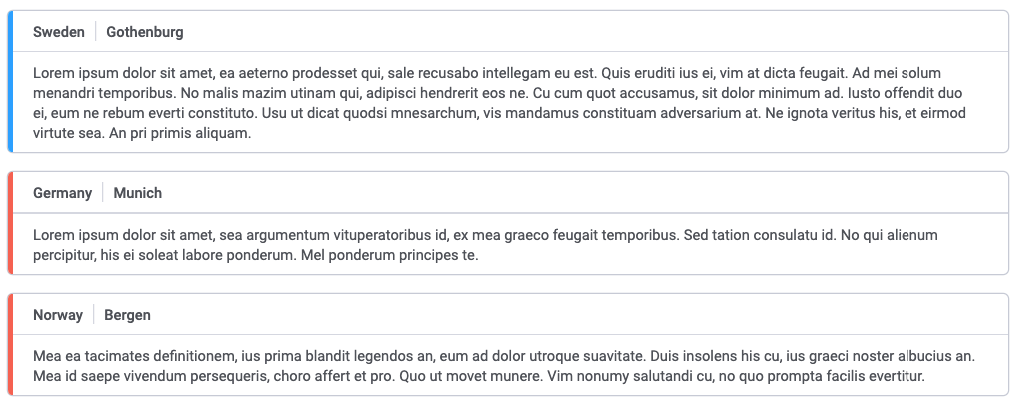 Sweden | Gothenburg
Lorem ipsum dolor sit amet, ea aeterno prodesset qui, sale recusabo intellegam eu est. Quis eruditi ius ei, vim at dicta feugait. Ad mei solum
menandri temporibus. No malis mazim utinam qui, adipisci hendrerit eos ne. Cu cum quot accusamus, sit dolor minimum ad. Iusto offendit duo
ei, eum ne rebum everti constituto. Usu ut dicat quodsi mnesarchum, vis mandamus constituam adversarium at. Ne ignota veritus his, et eirmod
virtute sea. An pri primis aliquam.
Germany | Munich
Lorem ipsum dolor sit amet, sea argumentum vituperatoribus id, ex mea graeco feugait temporibus. Sed tation consulatu id. No qui alienum
percipitur, his ei soleat labore ponderum. Mel ponderum principes te.
Norway | Bergen
Mea ea tacimates definitionem, ius prima blandit legendos an, eum ad dolor utroque suavitate. Duis insolens his cu, ius graeci noster albucius an.
Mea id saepe vivendum persequeris, choro affert et pro. Quo ut movet munere. Vim nonumy salutandi cu, no quo prompta facilis evertitur.